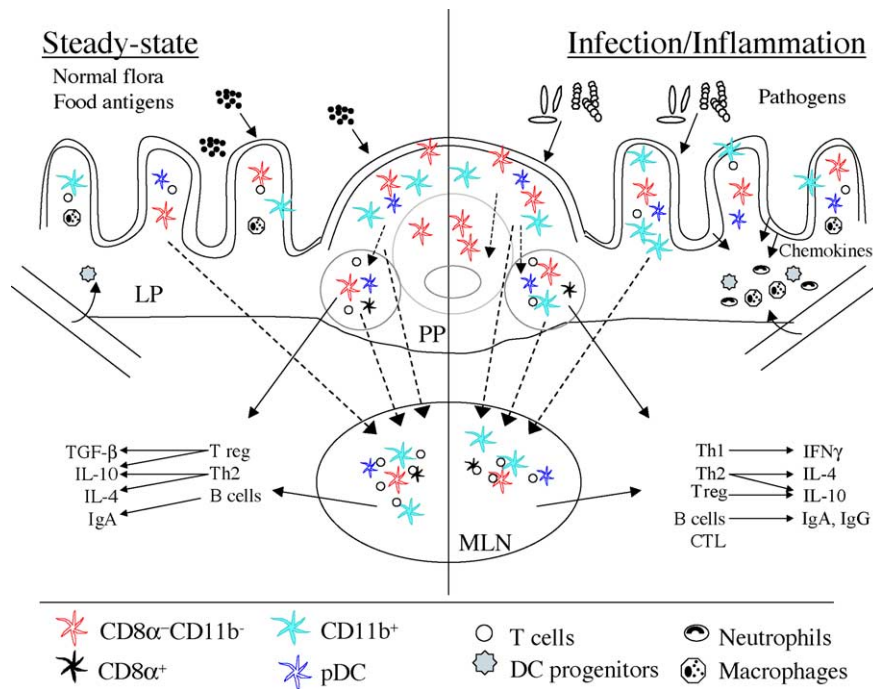 Steady-state
Infection/Inflammation
Normal flora
Food antigens
Pathogens
Chemokines
LP
PP
TGF-β
T reg
IL-10
Th2
IL-4
B cells
IgA
MLN
Th1
IFNγ
Th2
IL-4
Treg
IL-10
B cells
IgA, IgG
CTL
CD8α⁻CD11b⁻
CD11b⁺
T cells
Neutrophils
CD8α⁺
pDC
DC progenitors
Macrophages